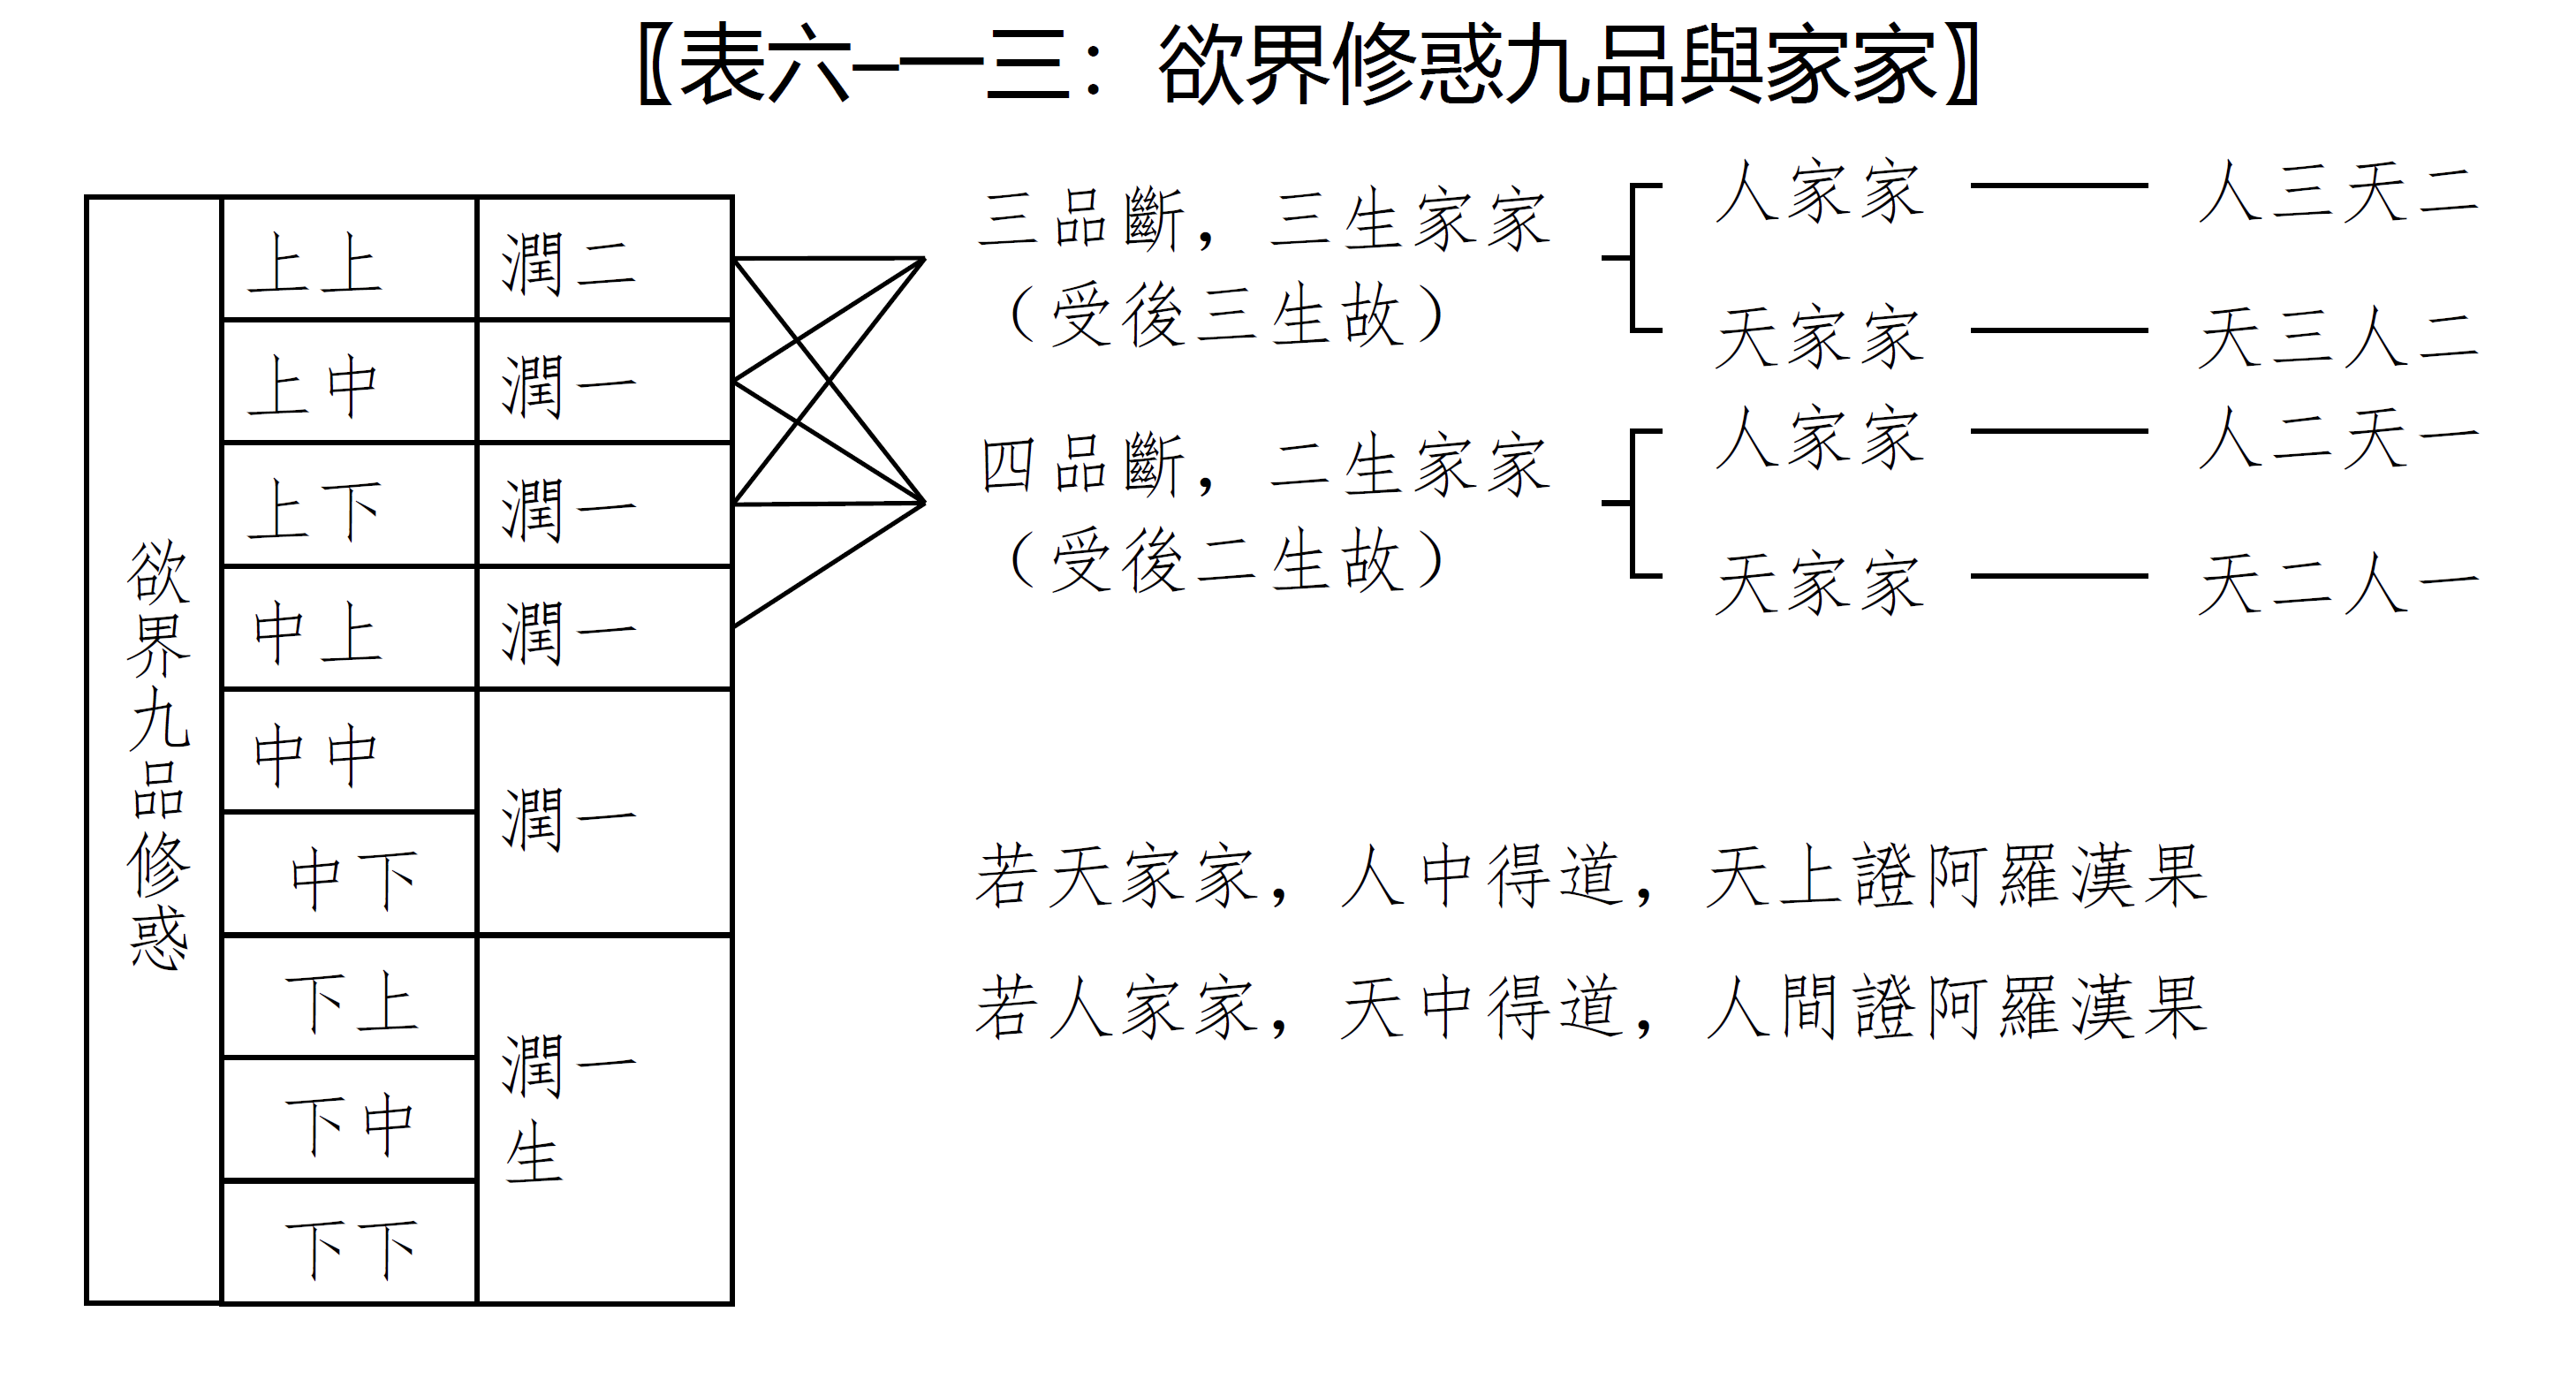 〖表六–一三：欲界修惑九品與家家〗
欲界九品修惑
上上 潤二
上中 潤一
上下 潤一
中上 潤一
中中
潤一
中下
下上
潤一
生
下中
下下
三品斷，三生家家
（受後三生故）
人家家 人三天二
天家家 天三人二
四品斷，二生家家
（受後二生故）
人家家 人二天一
天家家 天二人一
若天家家，人中得道，天上證阿羅漢果
若人家家，天中得道，人間證阿羅漢果